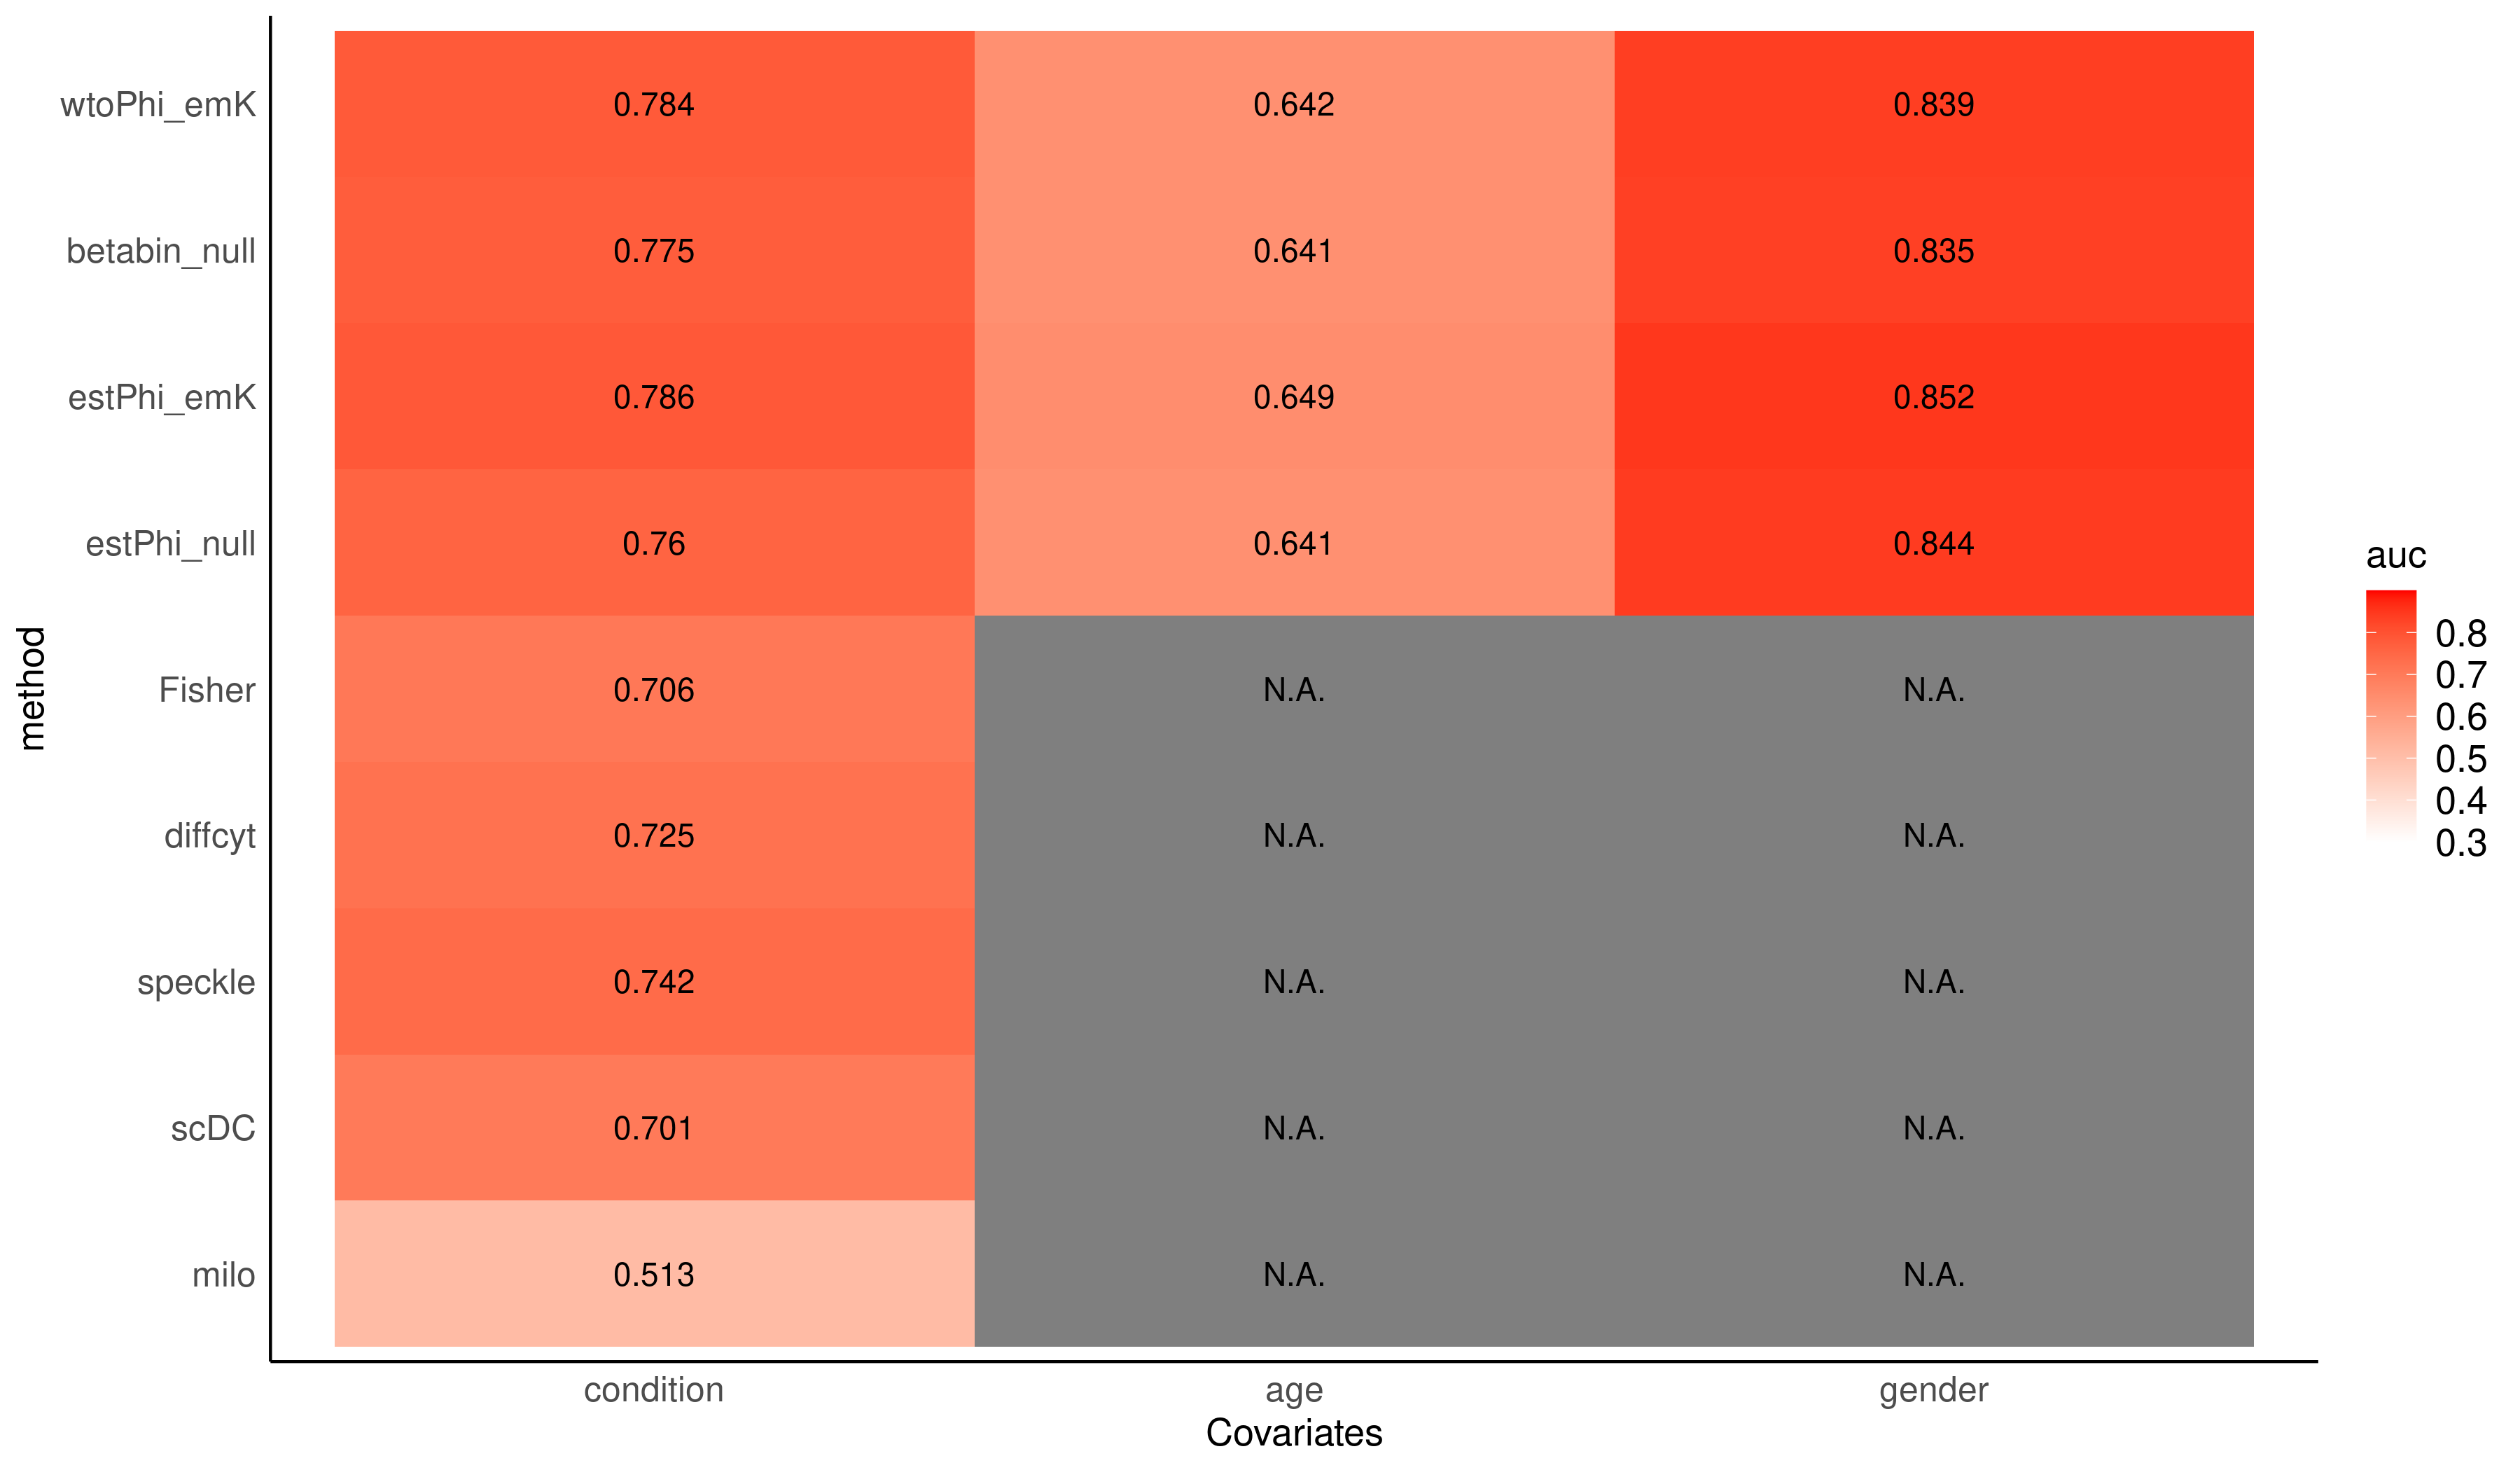 wtoPhi_emK 0.784 0.642 0.839
betabin_null 0.775 0.641 0.835
estPhi_emK 0.786 0.649 0.852
estPhi_null 0.76 0.641 0.844
Fisher 0.706 N.A. N.A.
diffcyt 0.725 N.A. N.A.
speckle 0.742 N.A. N.A.
scDC 0.701 N.A. N.A.
milo 0.513 N.A. N.A.
method
condition age gender
Covariates
auc
0.8
0.7
0.6
0.5
0.4
0.3